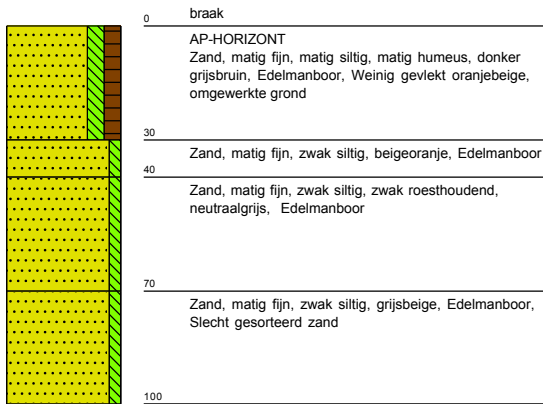 braak
0
AP-HORIZONT
Zand, matig fijn, matig siltig, matig humeus, donker
grijsbruin, Edelmanboor, Weinig gevlekt oranjebeige,
omgewerkte grond
30
Zand, matig fijn, zwak siltig, beigeoranje, Edelmanboor
40
Zand, matig fijn, zwak siltig, zwak roesthoudend,
neutraalgrijs, Edelmanboor
70
Zand, matig fijn, zwak siltig, grijsbeige, Edelmanboor,
Slecht gesorteerd zand
100